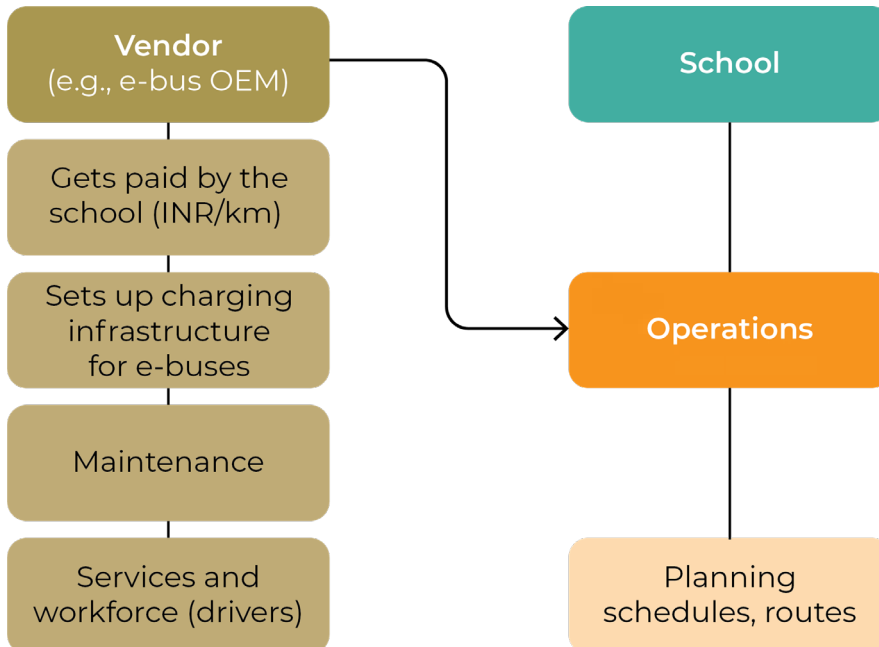 Vendor
(e.g., e-bus OEM)
Gets paid by the
school (INR/km)
Sets up charging
infrastructure
for e-buses
Maintenance
Services and
workforce (drivers)
School
Operations
Planning
schedules, routes